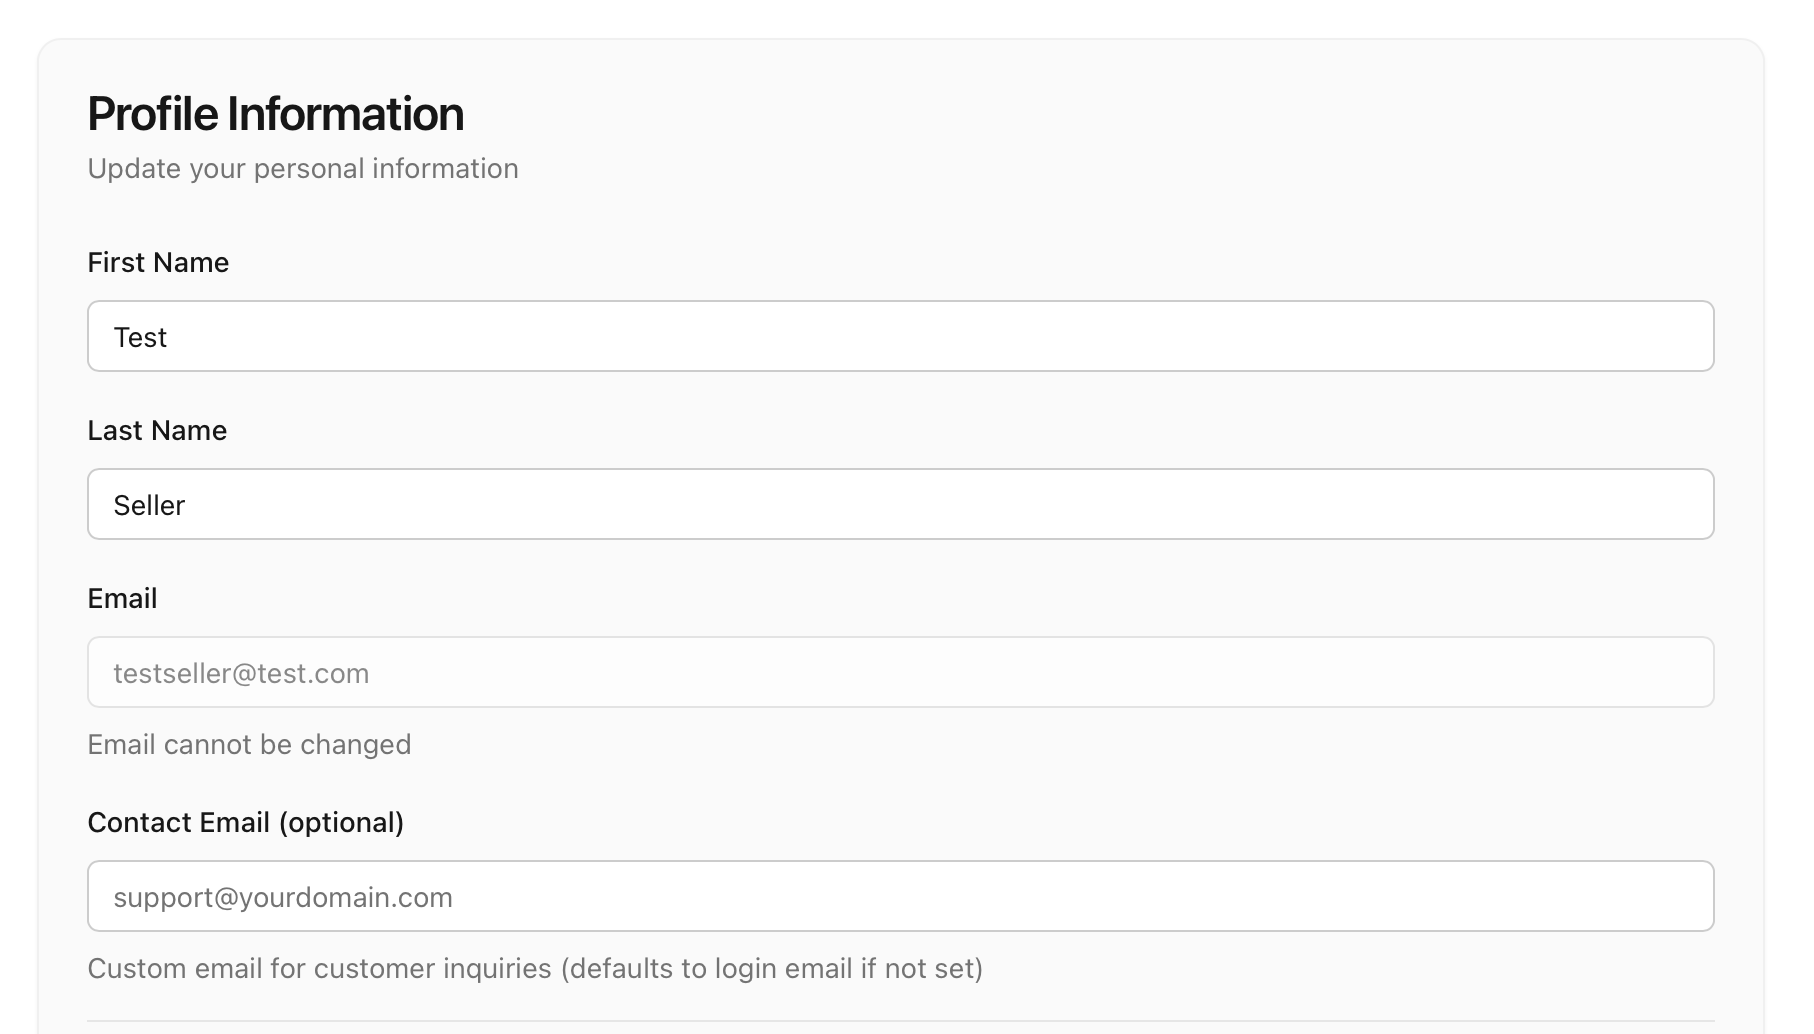 Profile Information
Update your personal information
First Name
Test
Last Name
Seller
Email
testseller@test.com
Email cannot be changed
Contact Email (optional)
support@yourdomain.com
Custom email for customer inquiries (defaults to login email if not set)